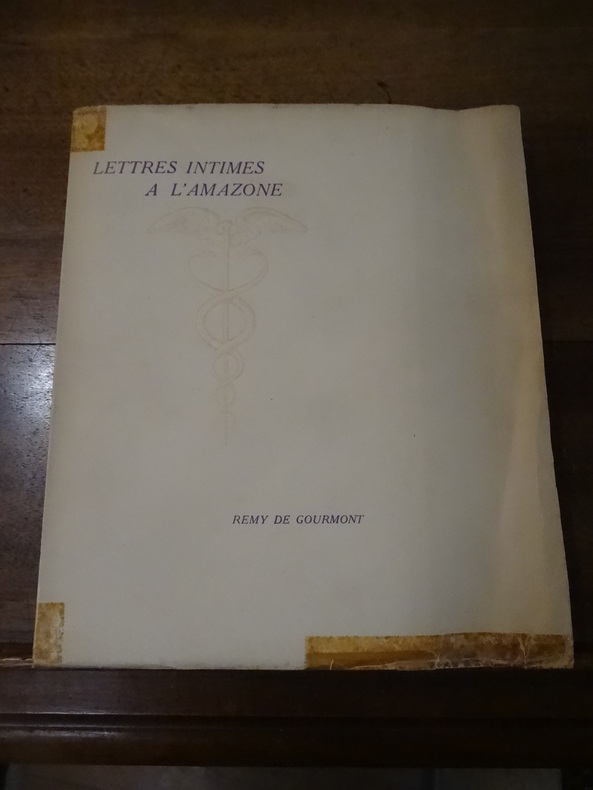 LETTRES INTIMES
A L'AMAZONE
REMY DE GOURMONT